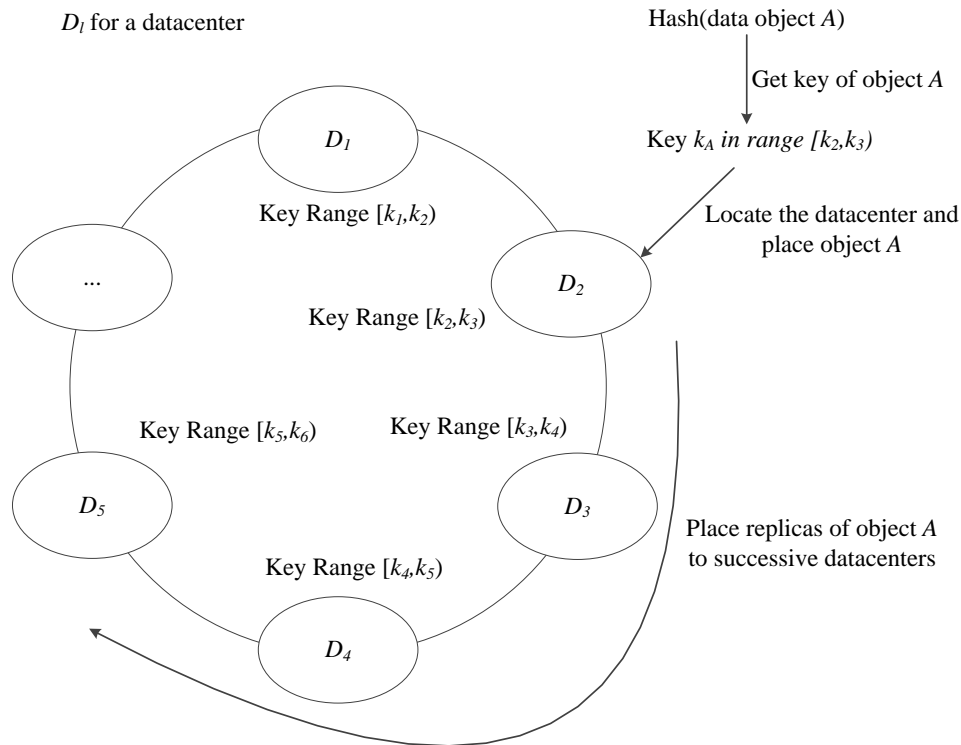 D_l for a datacenter
Hash(data object A)
Get key of object A
Key k_A in range [k_2,k_3)
Locate the datacenter and
place object A
D_1
Key Range [k_1,k_2)
...
D_2
Key Range [k_2,k_3)
Key Range [k_5,k_6)
Key Range [k_3,k_4)
D_5
D_3
Place replicas of object A
to successive datacenters
Key Range [k_4,k_5)
D_4